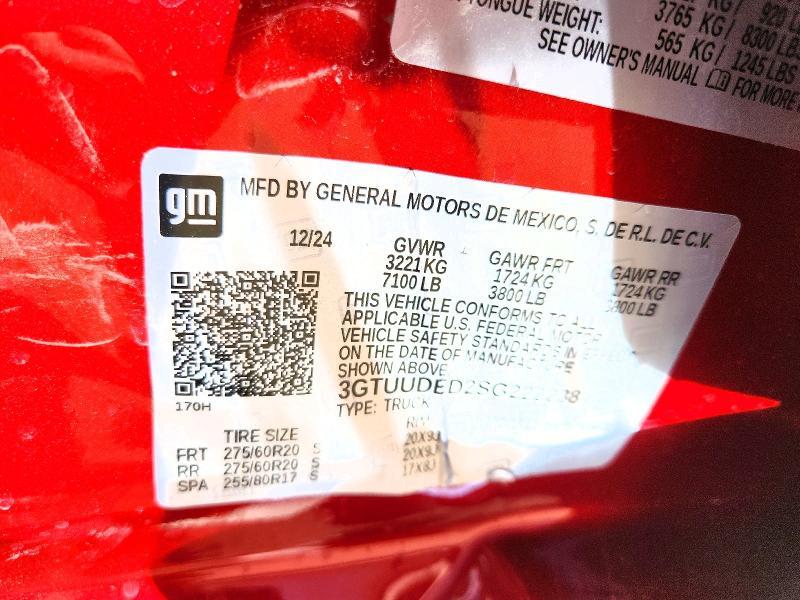 920 L
3765 KG/ 8300 LBS
TONGUE WEIGHT: 565 KG/ 1245 LBS
SEE OWNER'S MANUAL FOR MORE
gm
MFD BY GENERAL MOTORS DE MEXICO, S. DE R.L. DE C.V.
12/24 GVWR GAWR FRT GAWR RR
3221 KG 1724 KG 1724 KG
7100 LB 3800 LB 3800 LB
THIS VEHICLE CONFORMS TO ALL
APPLICABLE U.S. FEDERAL MOTOR
VEHICLE SAFETY STANDARDS IN EFFECT
ON THE DATE OF MANUFACTURE
SHOWN ABOVE.
TYPE: TRUCK
170H
TIRE SIZE RIM
FRT 275/60R20 S 20X9J
RR 275/60R20 S 20X9J
SPA 255/80R17 S 17X8J